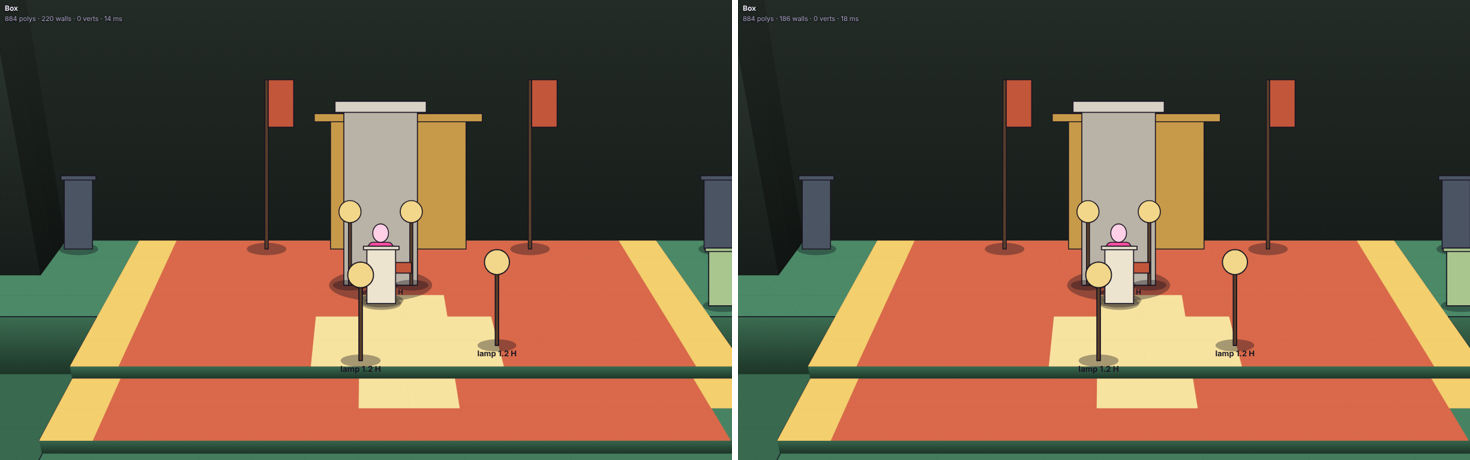 Box
884 polys · 220 walls · 0 verts · 14 ms
H
lamp 1.2 H
lamp 1.2 H
Box
884 polys · 186 walls · 0 verts · 18 ms
H
lamp 1.2 H
lamp 1.2 H